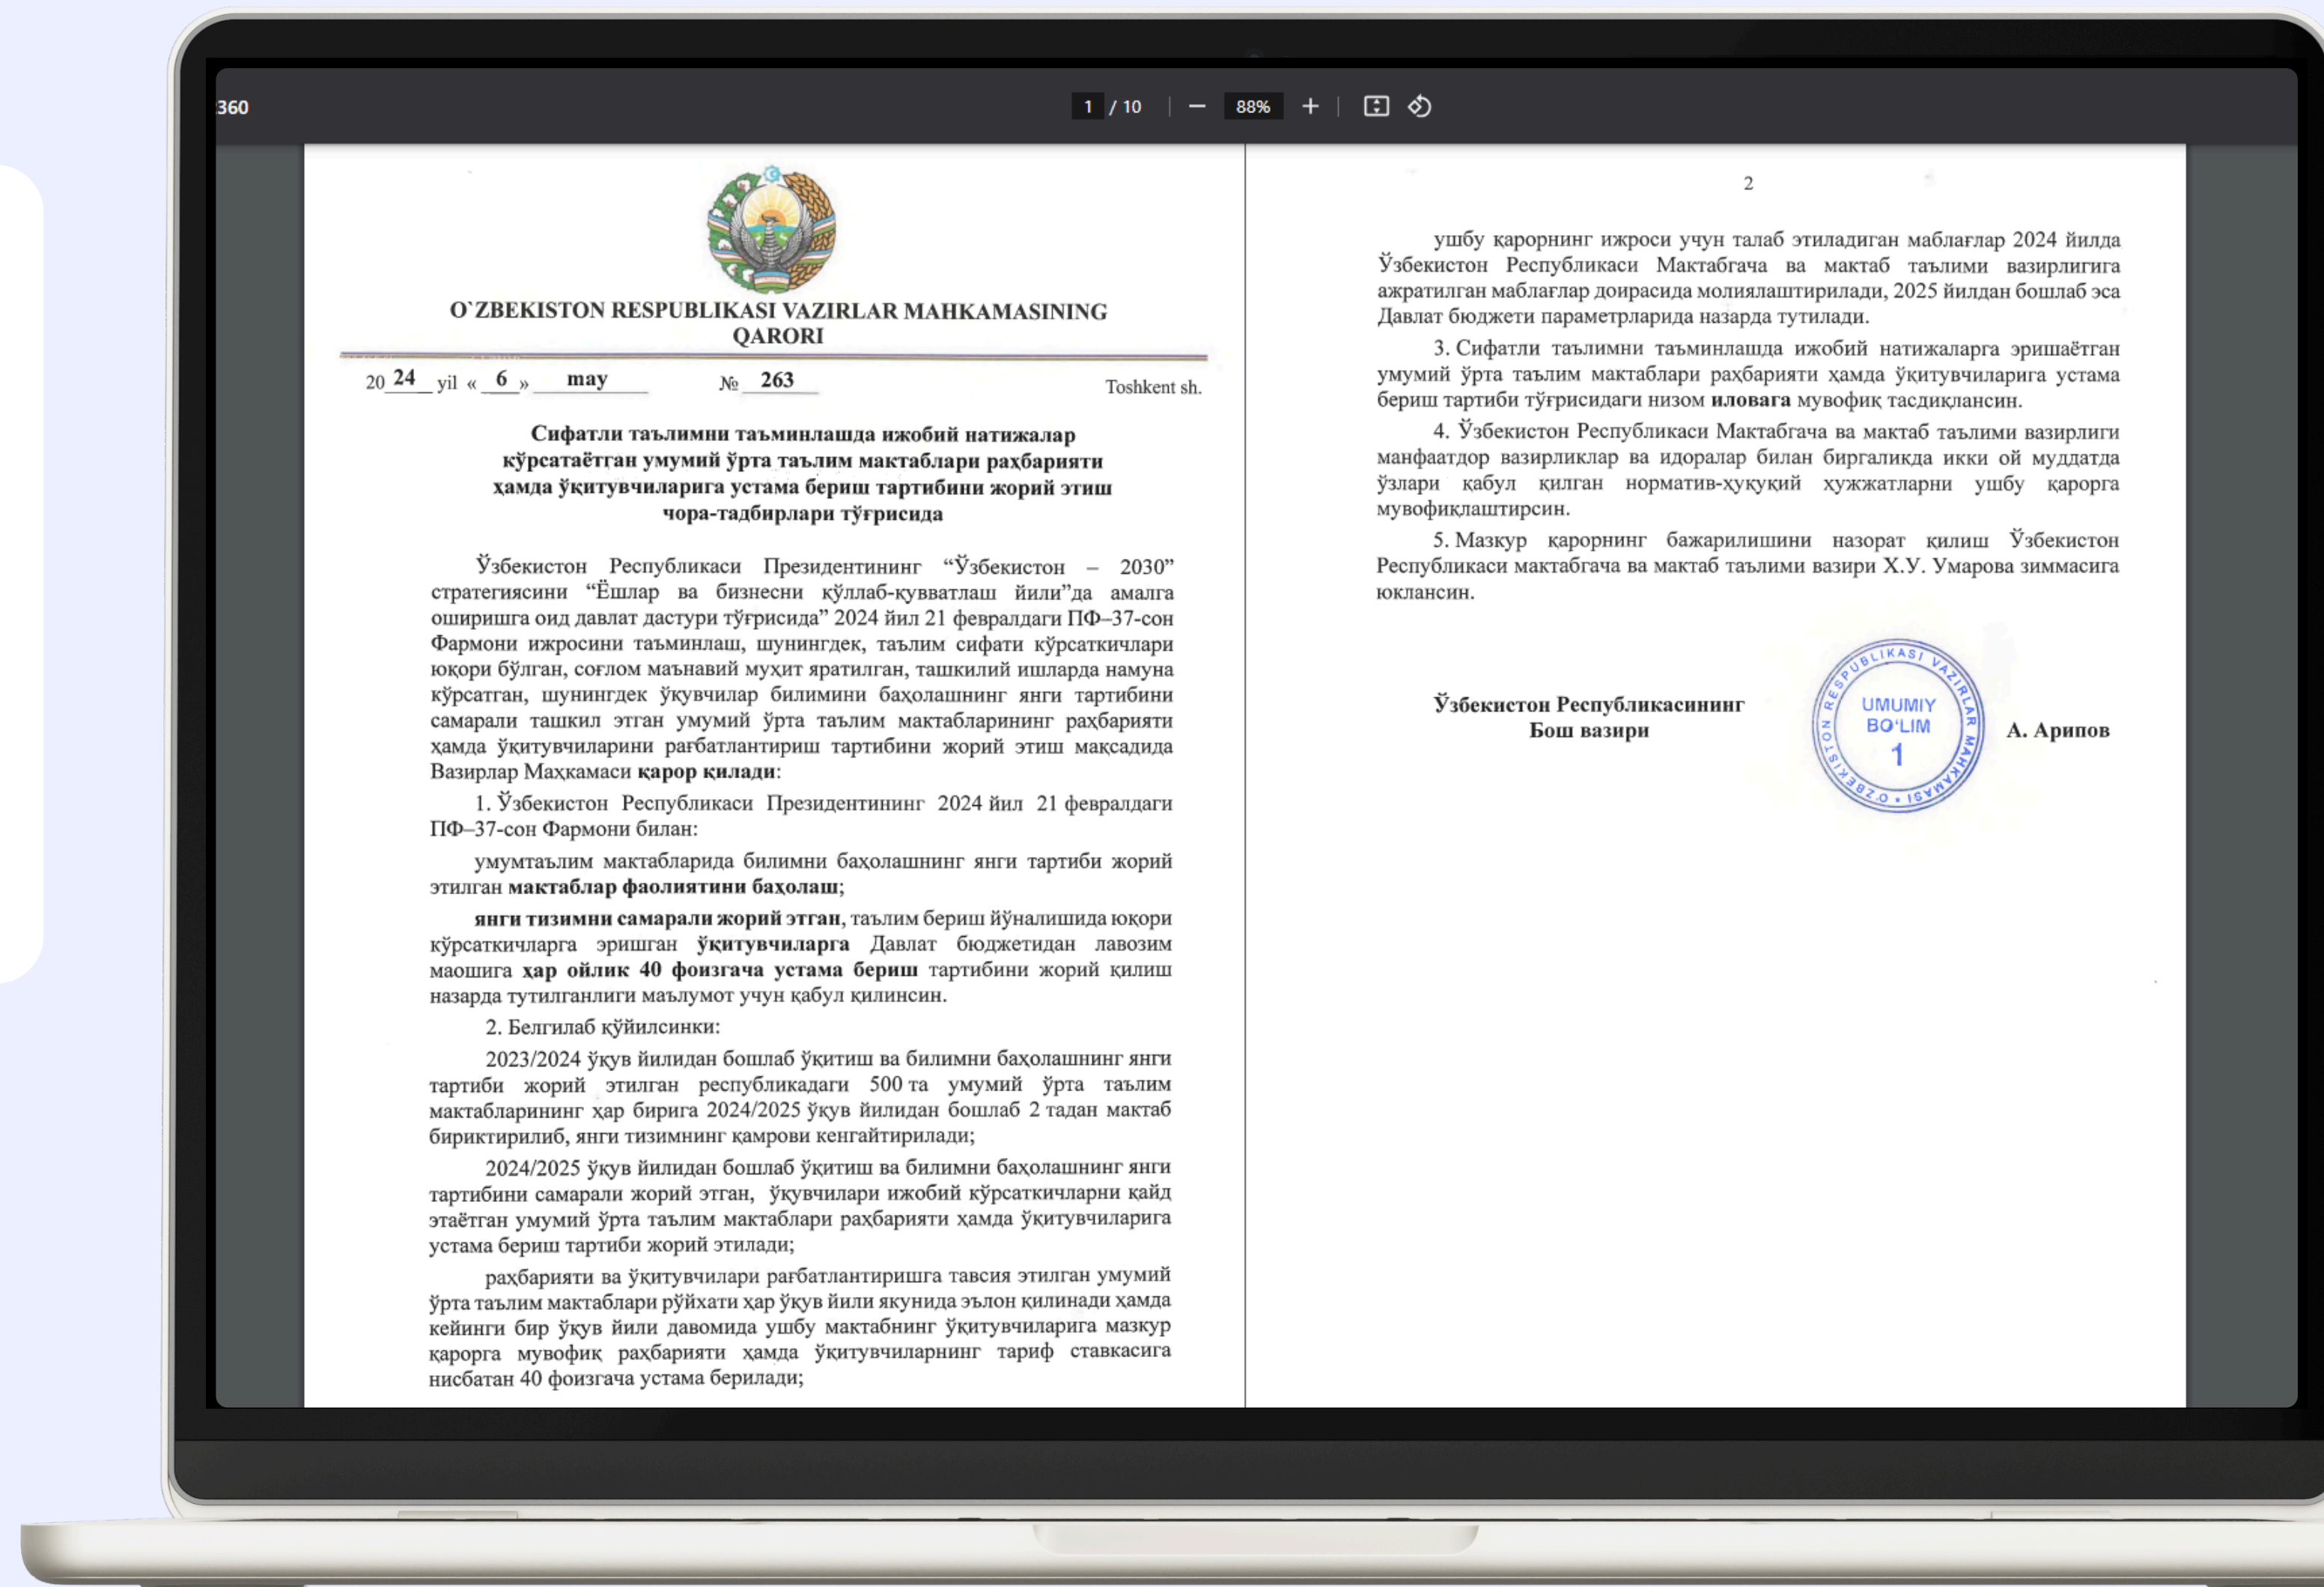 360
1 / 10 — 88% +
O`ZBEKISTON RESPUBLIKASI VAZIRLAR MAHKAMASINING
QARORI
20 24 yil « 6 » may № 263 Toshkent sh.
Сифатли таълимни таъминлашда ижобий натижалар
кўрсатаётган умумий ўрта таълим мактаблари раҳбарияти
ҳамда ўқитувчиларига устама бериш тартибини жорий этиш
чора-тадбирлари тўғрисида
Ўзбекистон Республикаси Президентининг “Ўзбекистон – 2030”
стратегиясини “Ёшлар ва бизнесни қўллаб-қувватлаш йили”да амалга
оширишга оид давлат дастури тўғрисида” 2024 йил 21 февралдаги ПФ–37-сон
Фармони ижросини таъминлаш, шунингдек, таълим сифати кўрсаткичлари
юқори бўлган, соғлом маънавий муҳит яратилган, ташкилий ишларда намуна
кўрсатган, шунингдек ўқувчилар билимини баҳолашнинг янги тартибини
самарали ташкил этган умумий ўрта таълим мактабларининг раҳбарияти
ҳамда ўқитувчиларини рағбатлантириш тартибини жорий этиш мақсадида
Вазирлар Маҳкамаси қарор қилади:
1. Ўзбекистон Республикаси Президентининг 2024 йил 21 февралдаги
ПФ–37-сон Фармони билан:
умумтаълим мактабларида билимни баҳолашнинг янги тартиби жорий
этилган мактаблар фаолиятини баҳолаш;
янги тизимни самарали жорий этган, таълим бериш йўналишида юқори
кўрсаткичларга эришган ўқитувчиларга Давлат бюджетидан лавозим
маошига ҳар ойлик 40 фоизгача устама бериш тартибини жорий қилиш
назарда тутилганлиги маълумот учун қабул қилинсин.
2. Белгилаб қўйилсинки:
2023/2024 ўқув йилидан бошлаб ўқитиш ва билимни баҳолашнинг янги
тартиби жорий этилган республикадаги 500 та умумий ўрта таълим
мактабларининг ҳар бирига 2024/2025 ўқув йилидан бошлаб 2 тадан мактаб
бириктирилиб, янги тизимнинг қамрови кенгайтирилади;
2024/2025 ўқув йилидан бошлаб ўқитиш ва билимни баҳолашнинг янги
тартибини самарали жорий этган, ўқувчилари ижобий кўрсаткичларни қайд
этаётган умумий ўрта таълим мактаблари раҳбарияти ҳамда ўқитувчиларига
устама бериш тартиби жорий этилади;
раҳбарияти ва ўқитувчилари рағбатлантиришга тавсия этилган умумий
ўрта таълим мактаблари рўйхати ҳар ўқув йили якунида эълон қилинади ҳамда
кейинги бир ўқув йили давомида ушбу мактабнинг ўқитувчиларига мазкур
қарорга мувофиқ раҳбарияти ҳамда ўқитувчиларнинг тариф ставкасига
нисбатан 40 фоизгача устама берилади;
2
ушбу қарорнинг ижроси учун талаб этиладиган маблағлар 2024 йилда
Ўзбекистон Республикаси Мактабгача ва мактаб таълими вазирлигига
ажратилган маблағлар доирасида молиялаштирилади, 2025 йилдан бошлаб эса
Давлат бюджети параметрларида назарда тутилади.
3. Сифатли таълимни таъминлашда ижобий натижаларга эришаётган
умумий ўрта таълим мактаблари раҳбарияти ҳамда ўқитувчиларига устама
бериш тартиби тўғрисидаги низом иловага мувофиқ тасдиқлансин.
4. Ўзбекистон Республикаси Мактабгача ва мактаб таълими вазирлиги
манфаатдор вазирликлар ва идоралар билан биргаликда икки ой муддатда
ўзлари қабул қилган норматив-ҳуқуқий ҳужжатларни ушбу қарорга
мувофиқлаштирсин.
5. Мазкур қарорнинг бажарилишини назорат қилиш Ўзбекистон
Республикаси мактабгача ва мактаб таълими вазири Х.У. Умарова зиммасига
юклансин.
Ўзбекистон Республикасининг
Бош вазири
O'ZBEKISTON RESPUBLIKASI VAZIRLAR MAHKAMASI
UMUMIY
BO'LIM
1
А. Арипов